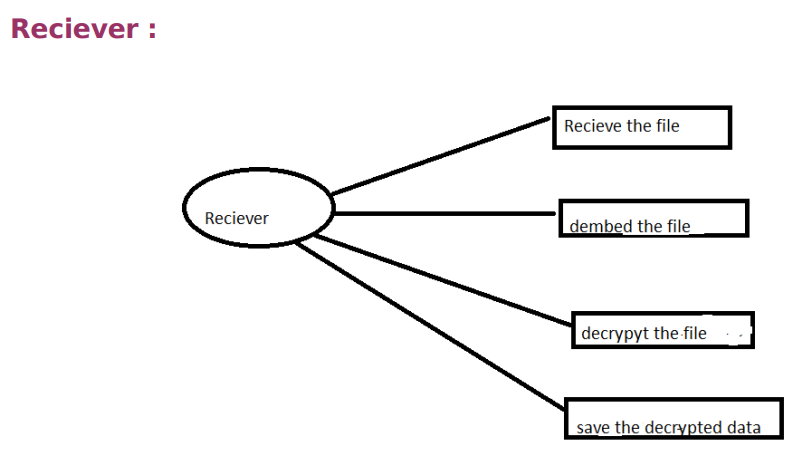 Reciever :
Recieve the file
Reciever
dembed the file
decrypyt the file
save the decrypted data